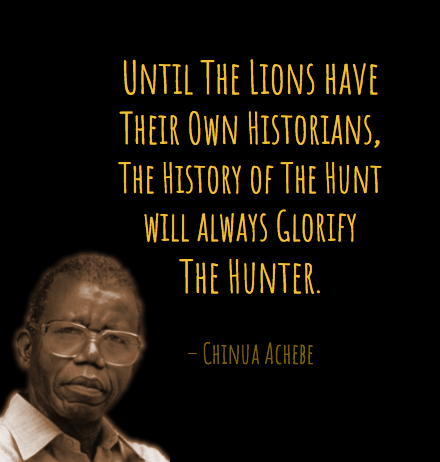 Until The Lions have
Their Own Historians,
The History of The Hunt
will always Glorify
The Hunter.
– Chinua Achebe